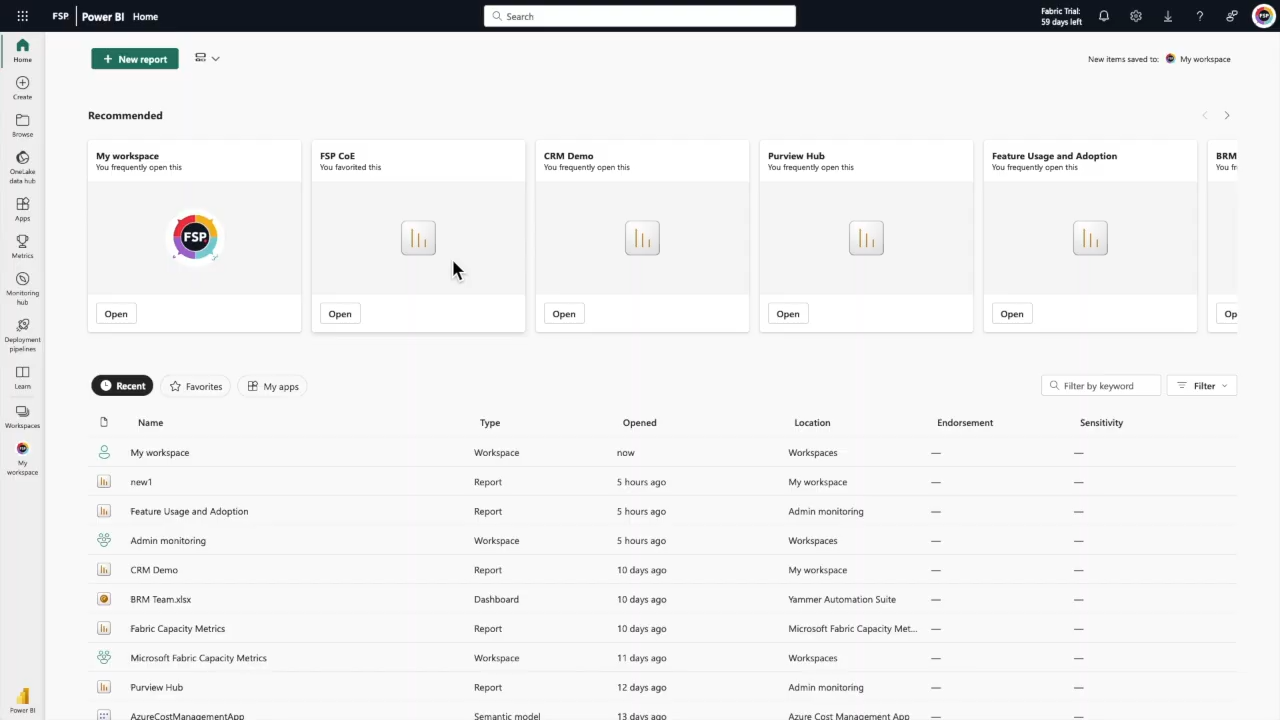 FSP Power BI Home
Search
Fabric Trial:
59 days left
FSP
Home
Create
Browse
OneLake
data hub
Apps
Metrics
Monitoring
hub
Deployment
pipelines
Learn
Workspaces
My
workspace
Power BI
New report
New items saved to: My workspace
Recommended
My workspace
You frequently open this
FSP
Open
FSP CoE
You favorited this
Open
CRM Demo
You frequently open this
Open
Purview Hub
You frequently open this
Open
Feature Usage and Adoption
You frequently open this
Open
BRM
You fr
Op
Recent Favorites My apps
Filter by keyword Filter
Name Type Opened Location Endorsement Sensitivity
My workspace Workspace now Workspaces — —
new1 Report 5 hours ago My workspace — —
Feature Usage and Adoption Report 5 hours ago Admin monitoring — —
Admin monitoring Workspace 5 hours ago Workspaces — —
CRM Demo Report 10 days ago My workspace — —
BRM Team.xlsx Dashboard 10 days ago Yammer Automation Suite — —
Fabric Capacity Metrics Report 10 days ago Microsoft Fabric Capacity Met... — —
Microsoft Fabric Capacity Metrics Workspace 11 days ago Workspaces — —
Purview Hub Report 12 days ago Admin monitoring — —
AzureCostManagementApp Semantic model 13 days ago Azure Cost Management App — —